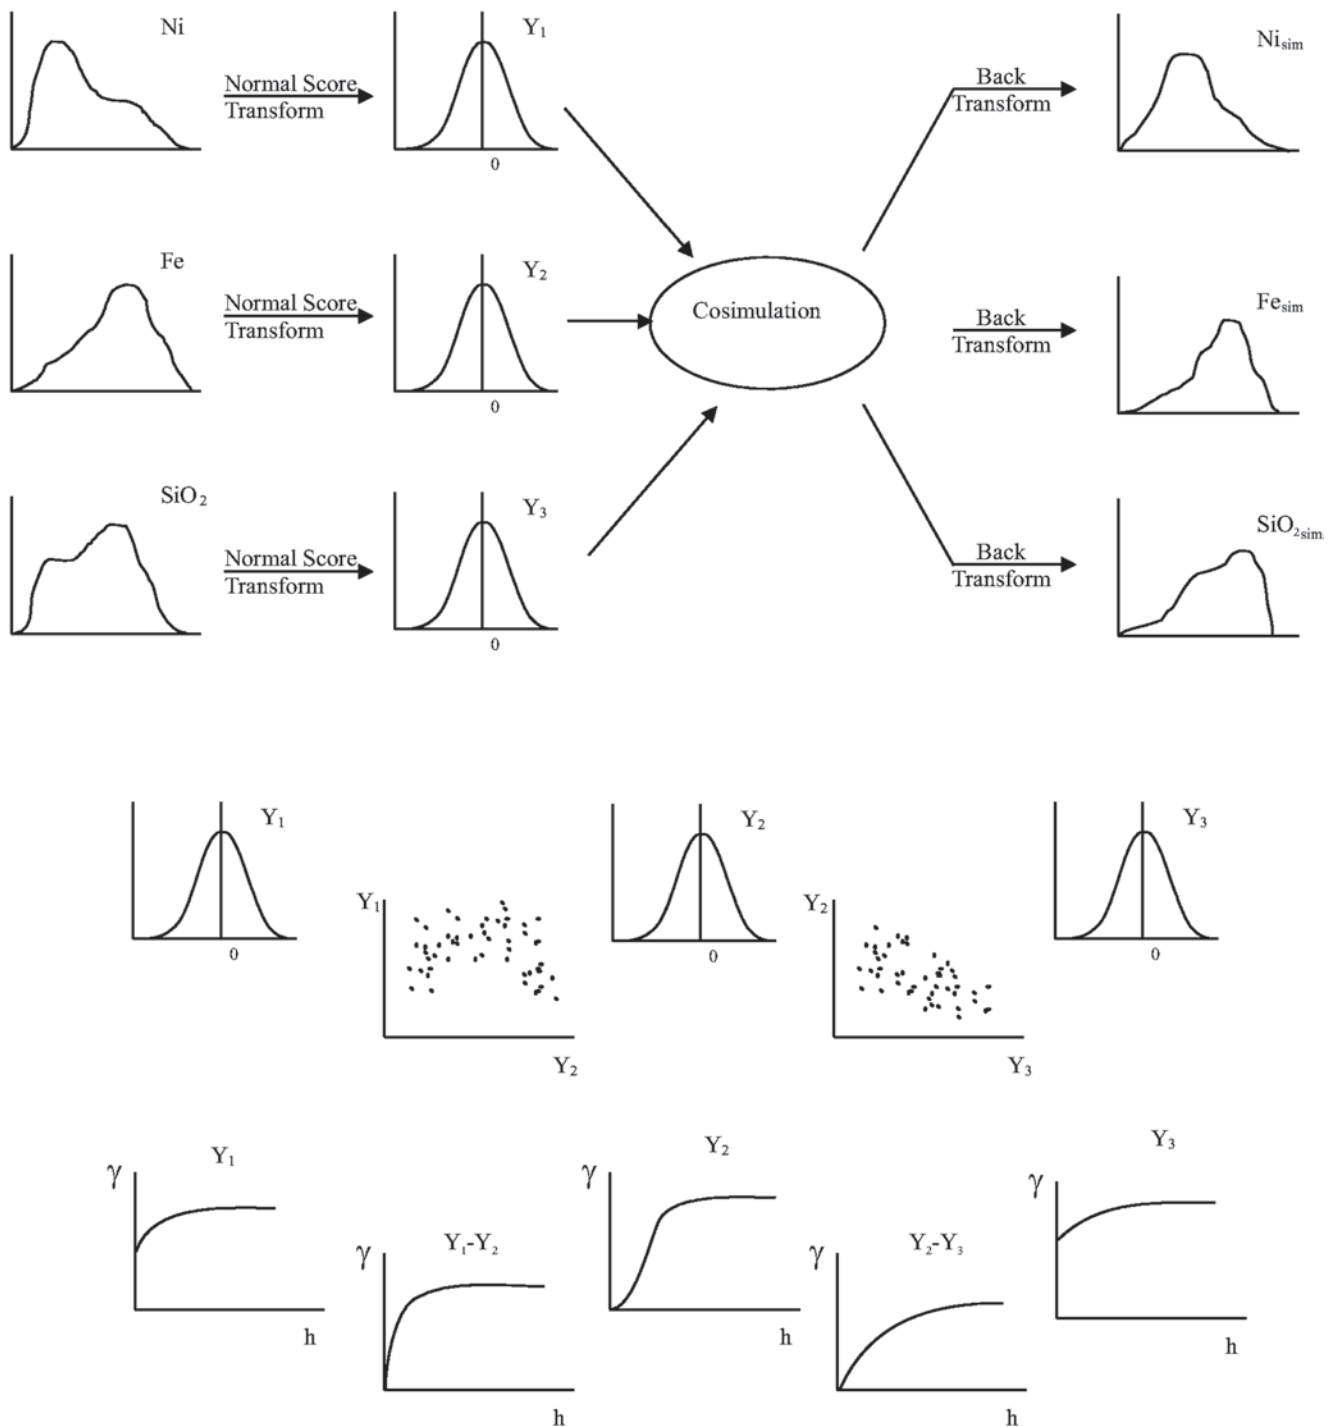 Ni
Normal Score
Transform
Y₁
0
Back
Transform
Ni_sim
Fe
Normal Score
Transform
Y₂
0
Cosimulation
Back
Transform
Fe_sim
SiO₂
Normal Score
Transform
Y₃
0
Back
Transform
SiO₂sim
Y₁
0
Y₂
0
Y₃
0
Y₁
Y₂
Y₂
Y₃
Y₁
γ
h
Y₂
γ
h
Y₃
γ
h
Y₁-Y₂
γ
h
Y₂-Y₃
γ
h